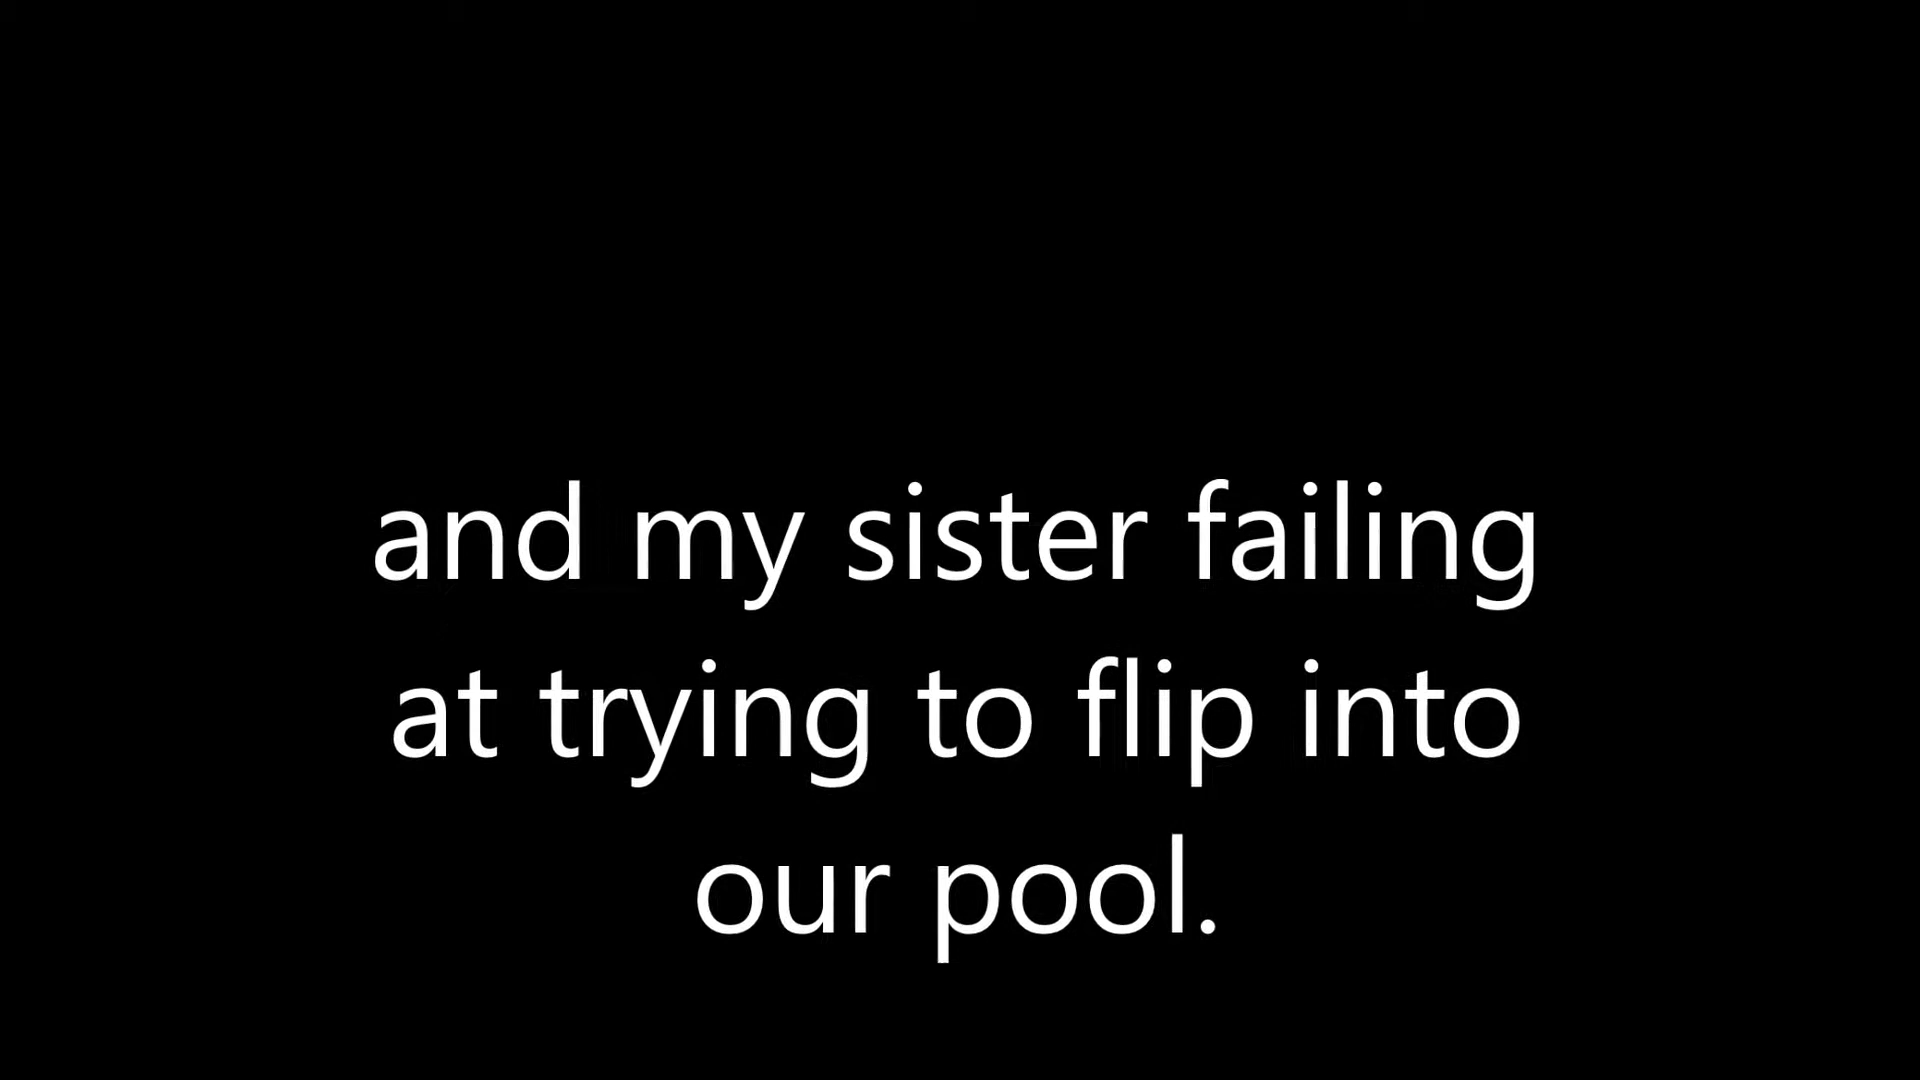 and my sister failing
at trying to flip into
our pool.